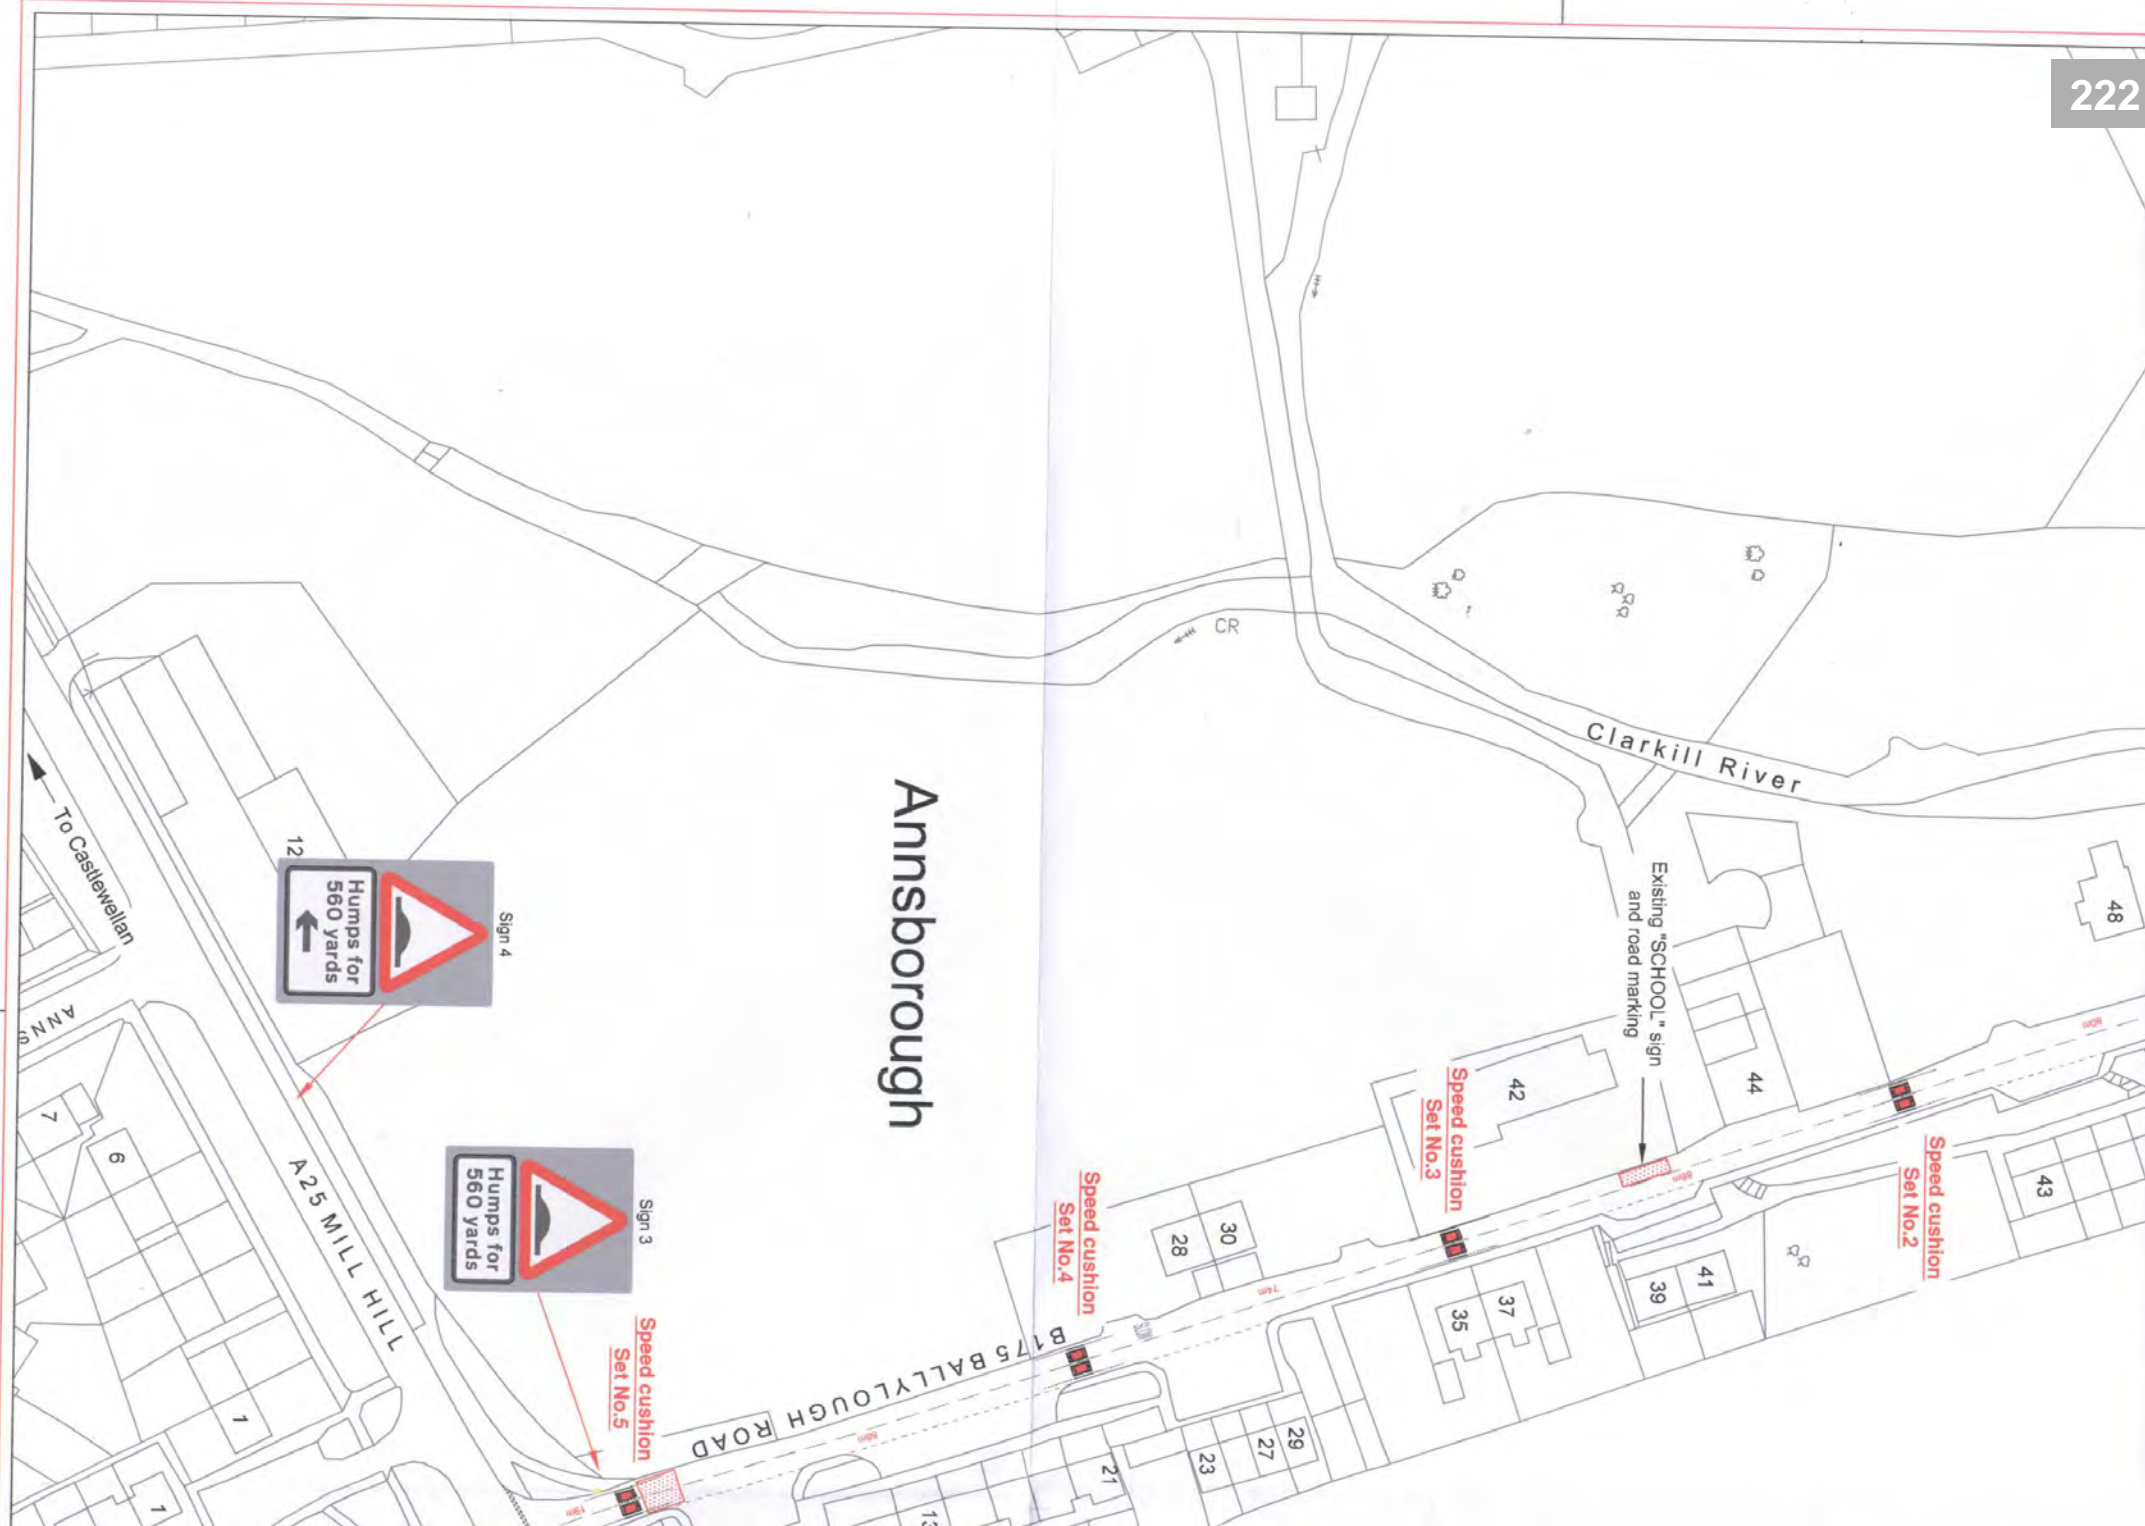 222
CR
Clarkill River
48
To Castlewellan
12
Humps for
560 yards
Sign 4
Annsborough
Existing "SCHOOL" sign
and road marking
42
44
80m
Speed cushion
Set No.3
Speed cushion
Set No.2
43
7
6
A25 MILL HILL
Humps for
560 yards
Sign 3
Speed cushion
Set No.4
28
30
74m
35
37
39
41
Speed cushion
Set No.5
B175 BALLYLOUGH ROAD
1
1
19m
21
23
27
29